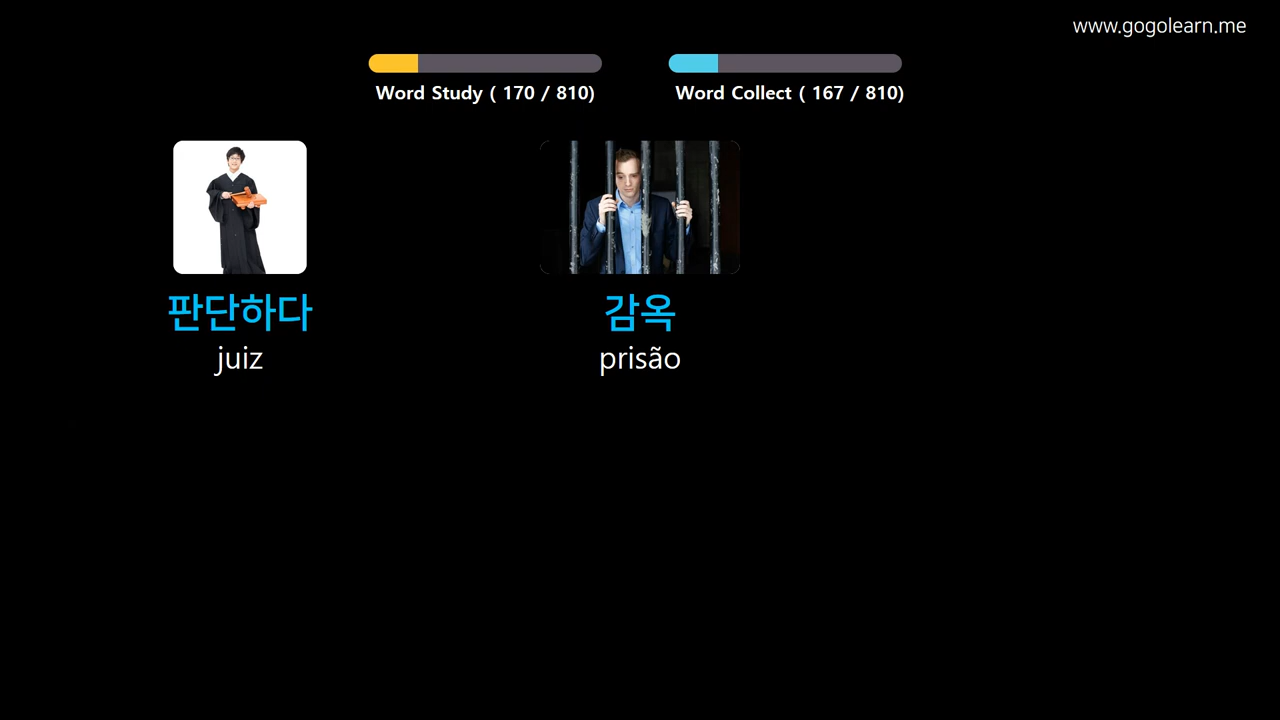 www.gogolearn.me
Word Study ( 170 / 810)
Word Collect ( 167 / 810)
판단하다
juiz
감옥
prisão